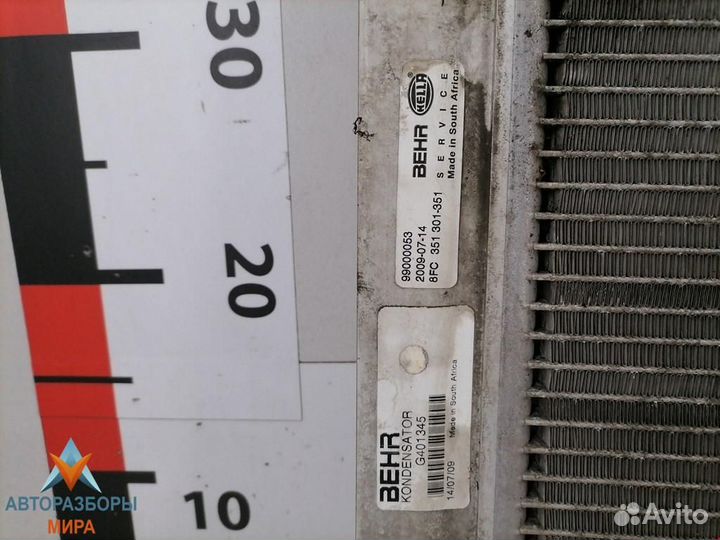 30
20
10
BEHR HELLA
SERVICE
Made in South Africa
99000053
2009-07-14
8FC 351 301-351
BEHR
KONDENSATOR
G401345
14/07/09
Made in South Africa
АВТОРАЗБОРЫ
МИРА
Avito